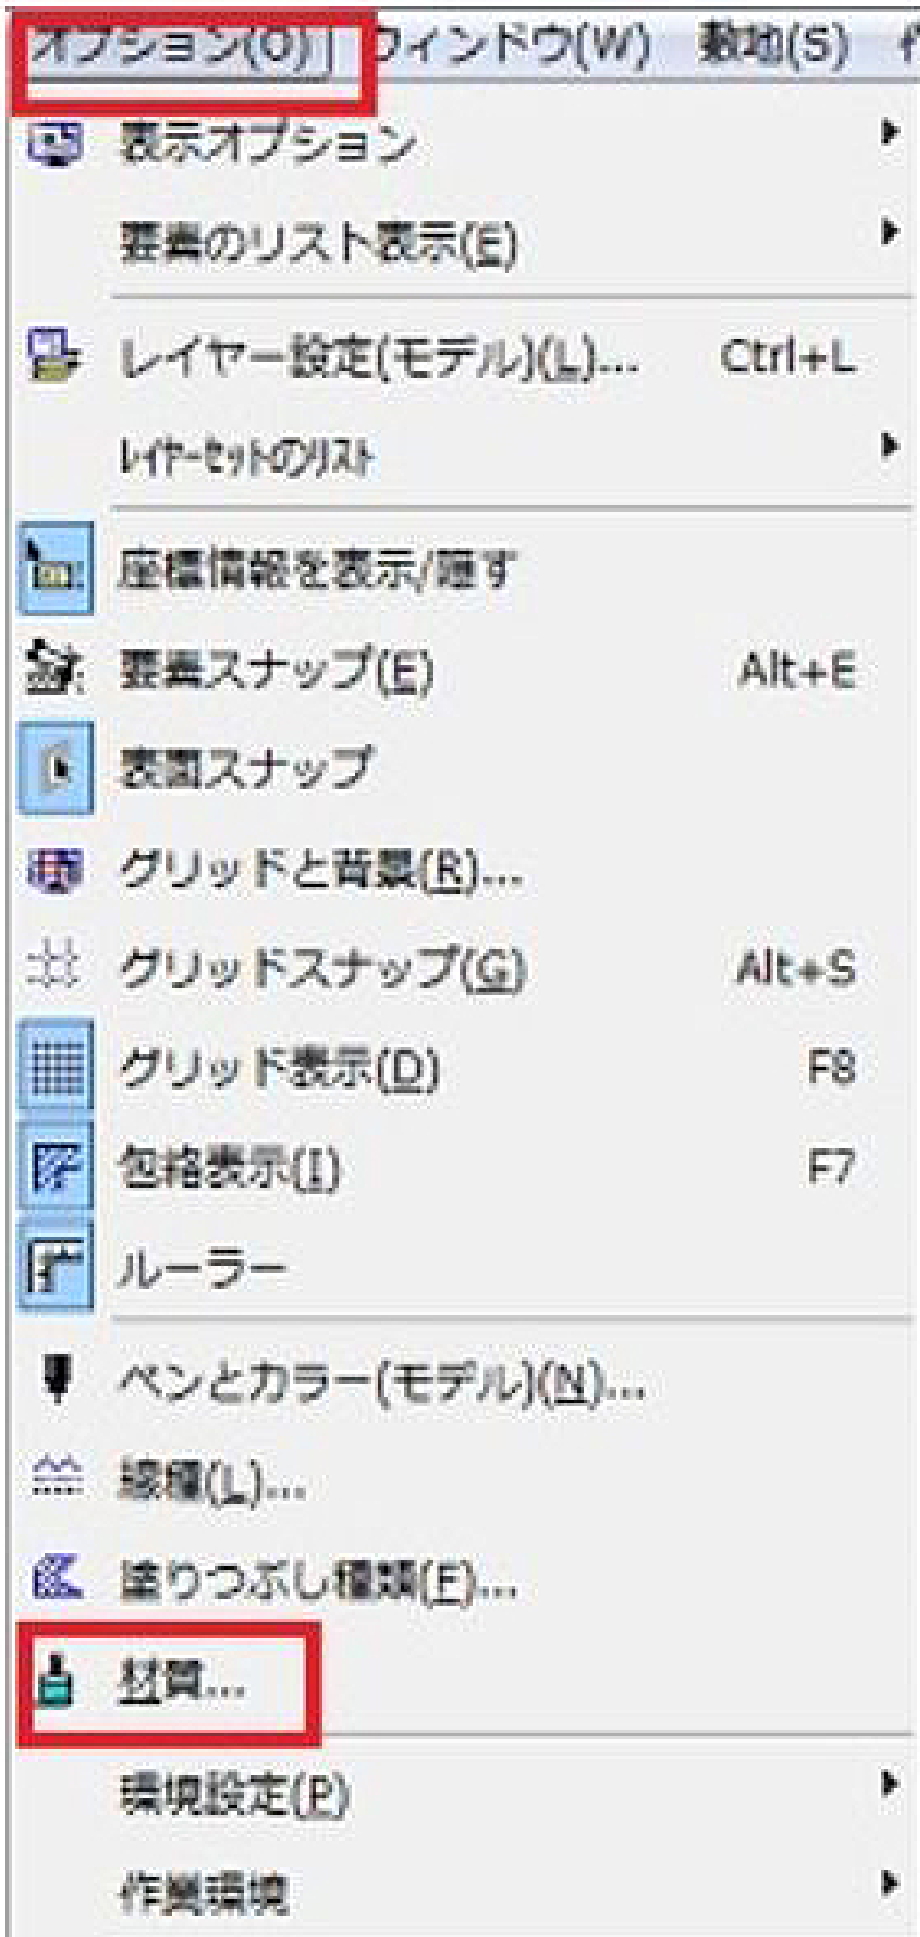 オプション(O) ウィンドウ(W) 敷地(S)
表示オプション
要素のリスト表示(E)
レイヤー設定(モデル)(L)... Ctrl+L
レイヤーセットのリスト
座標情報を表示/隠す
要素スナップ(E) Alt+E
表面スナップ
グリッドと背景(R)...
グリッドスナップ(G) Alt+S
グリッド表示(D) F8
包絡表示(I) F7
ルーラー
ペンとカラー(モデル)(N)...
線種(L)...
塗りつぶし種類(F)...
材質...
環境設定(P)
作業環境